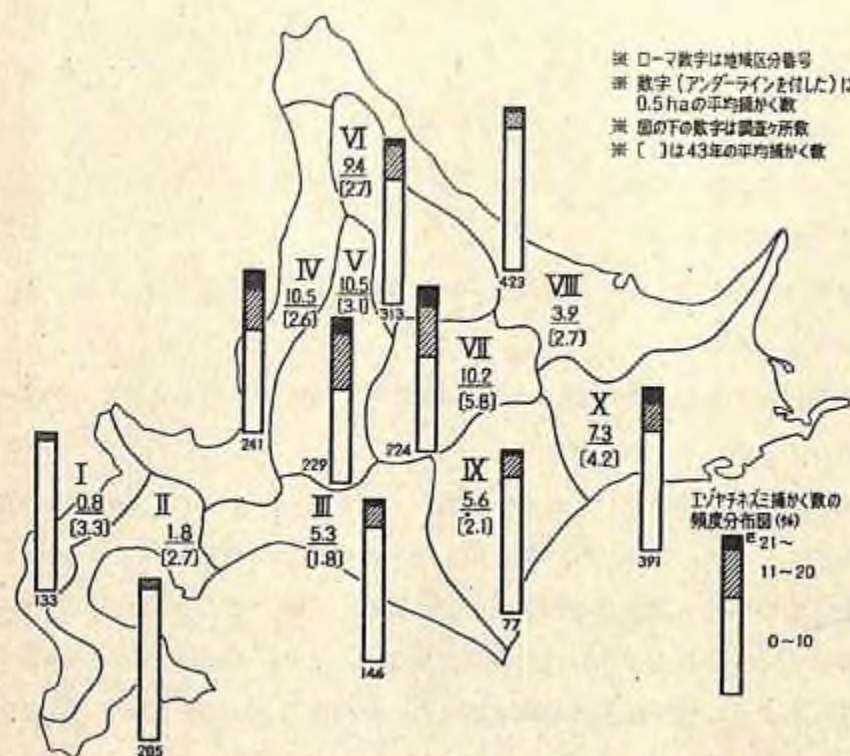 ※ ローマ数字は地域区分番号
※ 数字(アンダーラインを付した)は
0.5haの平均捕かく数
※ 図の下の数字は調査ヶ所数
※ [ ]は43年の平均捕かく数
VI
9.4
[2.7]
313
423
IV
10.5
[2.6]
241
V
10.5
[3.1]
229
VIII
3.9
[2.7]
VII
10.2
[5.8]
224
X
7.3
[4.2]
391
I
0.8
[3.3]
133
II
1.8
[2.7]
205
III
5.3
[1.8]
146
IX
5.6
[2.1]
77
エゾヤチネズミ捕かく数の
頻度分布図(%)
21~
11~20
0~10